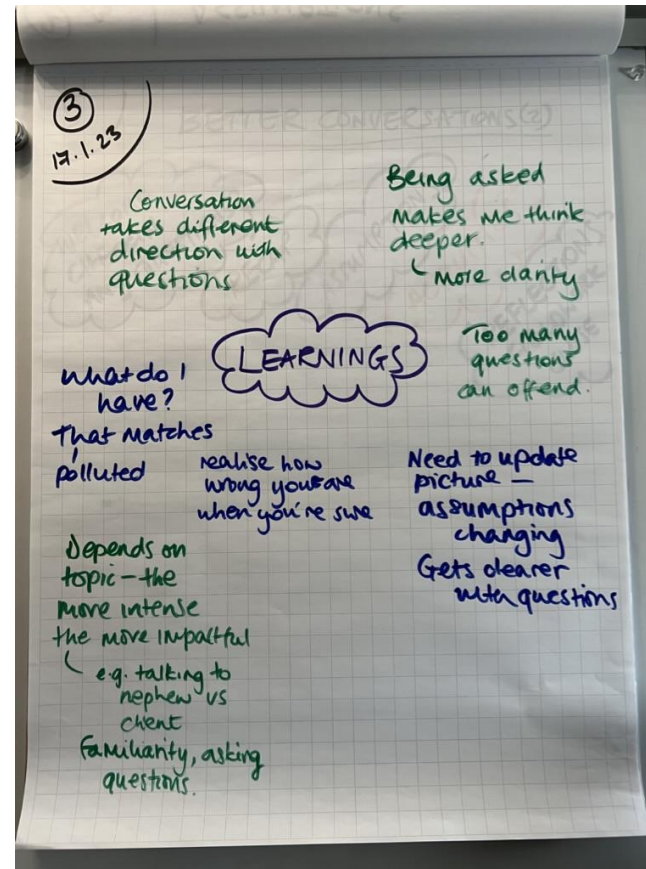 3
17.1.23
BETTER CONVERSATIONS(2)
Conversation
takes different
direction with
questions
Being asked
makes me think
deeper.
More clarity
LEARNINGS
Too many
questions
can offend.
What do I
have?
That matches
polluted
realise how
wrong you are
when you're sure
Need to update
picture —
assumptions
changing
Gets clearer
with questions
Depends on
topic - the
more intense
the more impactful
e.g. talking to
nephew vs
client
familiarity, asking
questions.